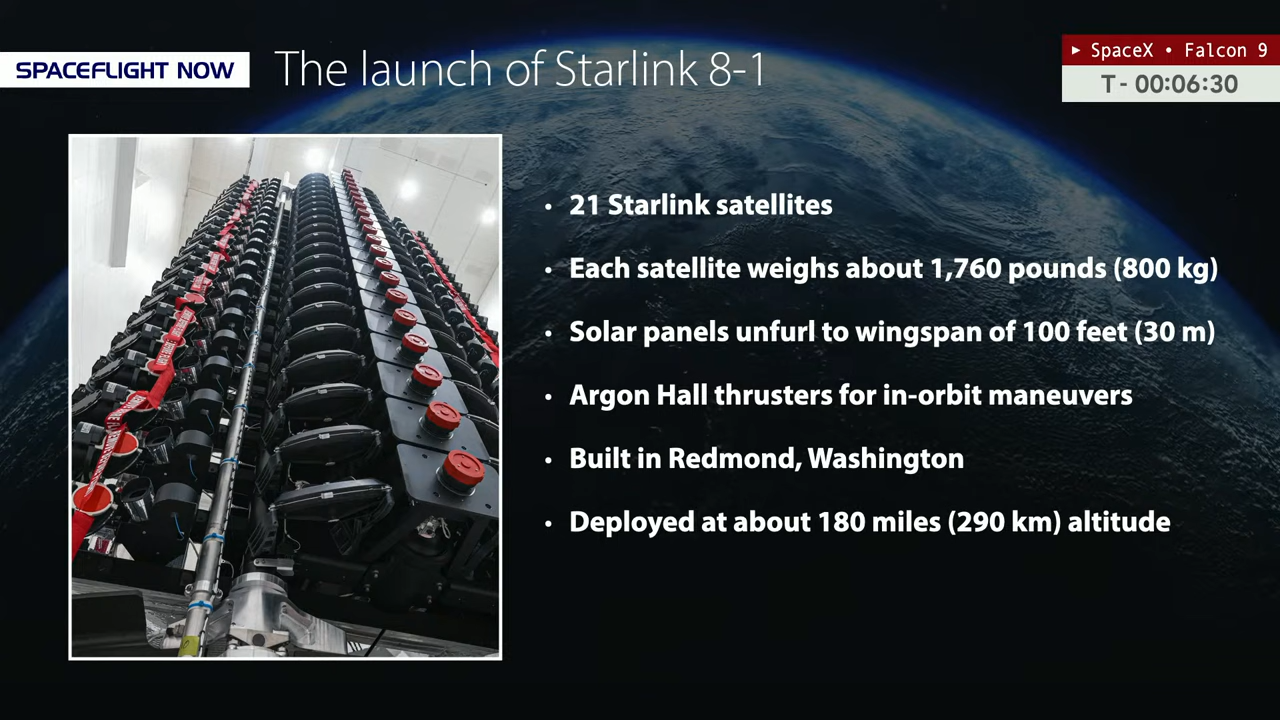 SPACEFLIGHT NOW
The launch of Starlink 8-1
▶ SpaceX • Falcon 9
T - 00:06:30
• 21 Starlink satellites
• Each satellite weighs about 1,760 pounds (800 kg)
• Solar panels unfurl to wingspan of 100 feet (30 m)
• Argon Hall thrusters for in-orbit maneuvers
• Built in Redmond, Washington
• Deployed at about 180 miles (290 km) altitude